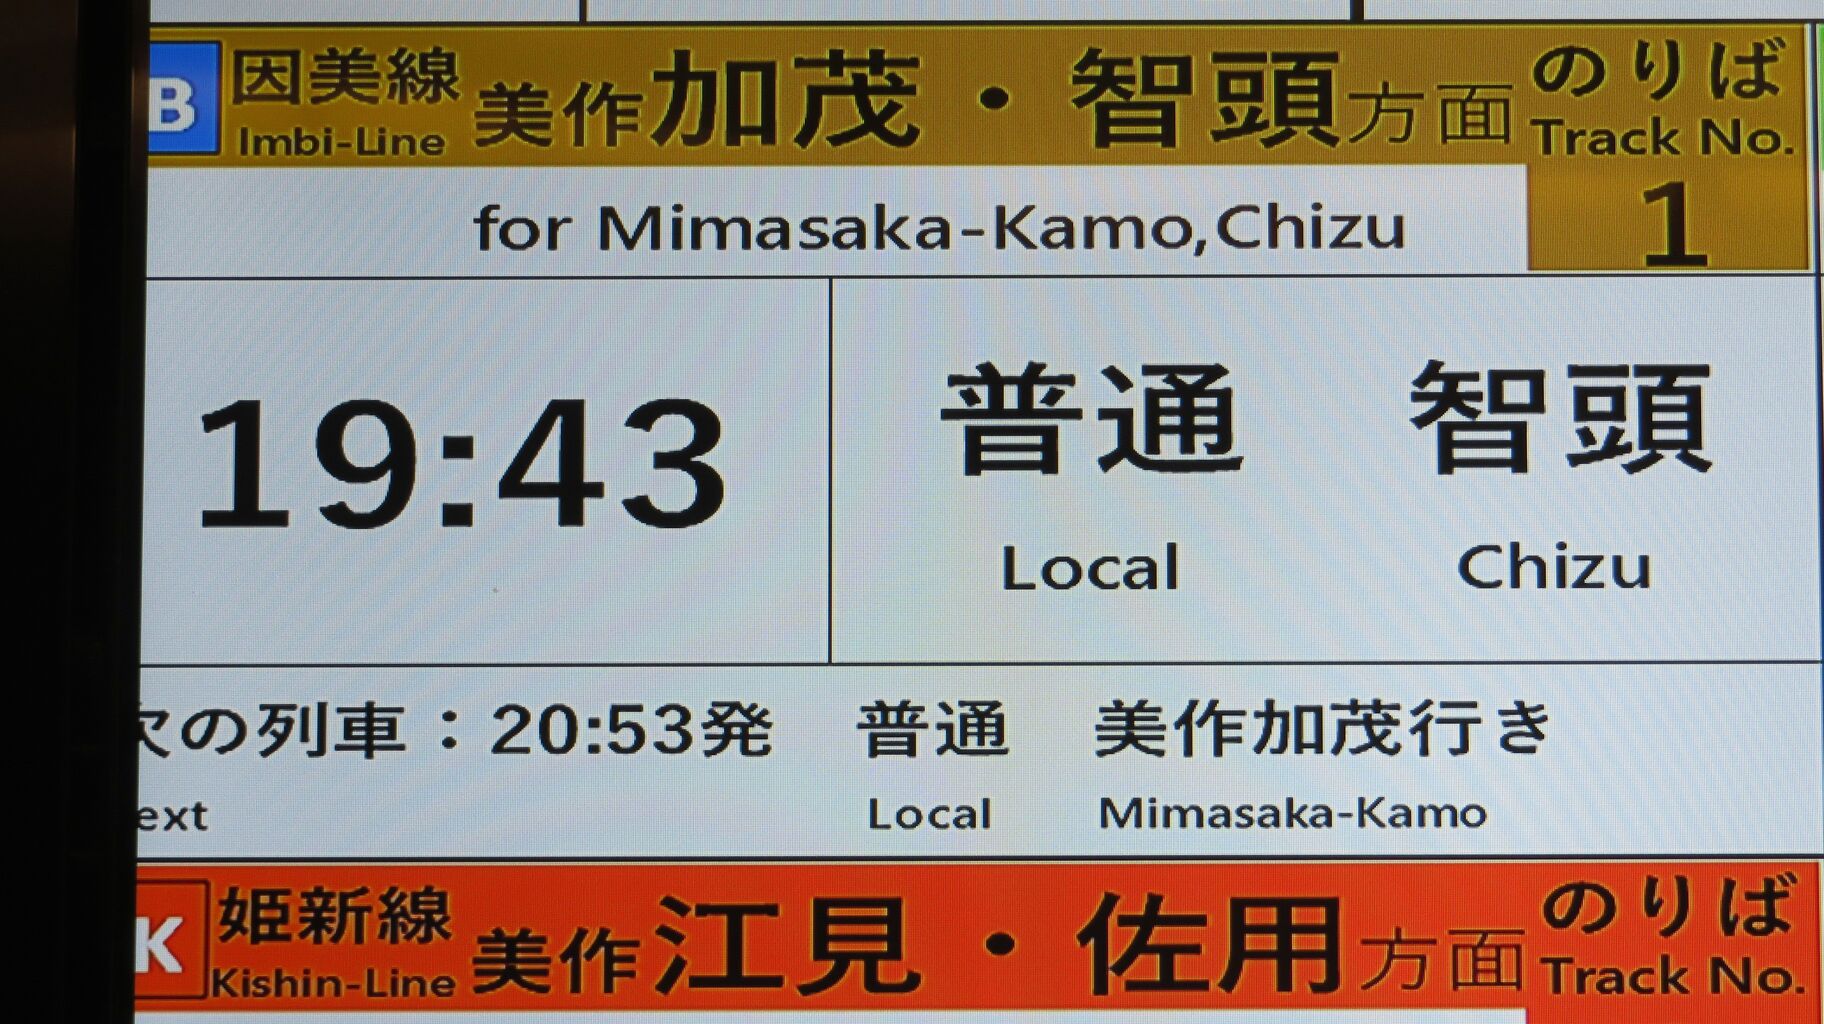 B 因美線 美作加茂・智頭方面 のりば
Imbi-Line Track No.
for Mimasaka-Kamo,Chizu 1
19:43 普通 智頭
Local Chizu
次の列車：20:53発 普通 美作加茂行き
ext Local Mimasaka-Kamo
K 姫新線 美作江見・佐用方面 のりば
Kishin-Line Track No.